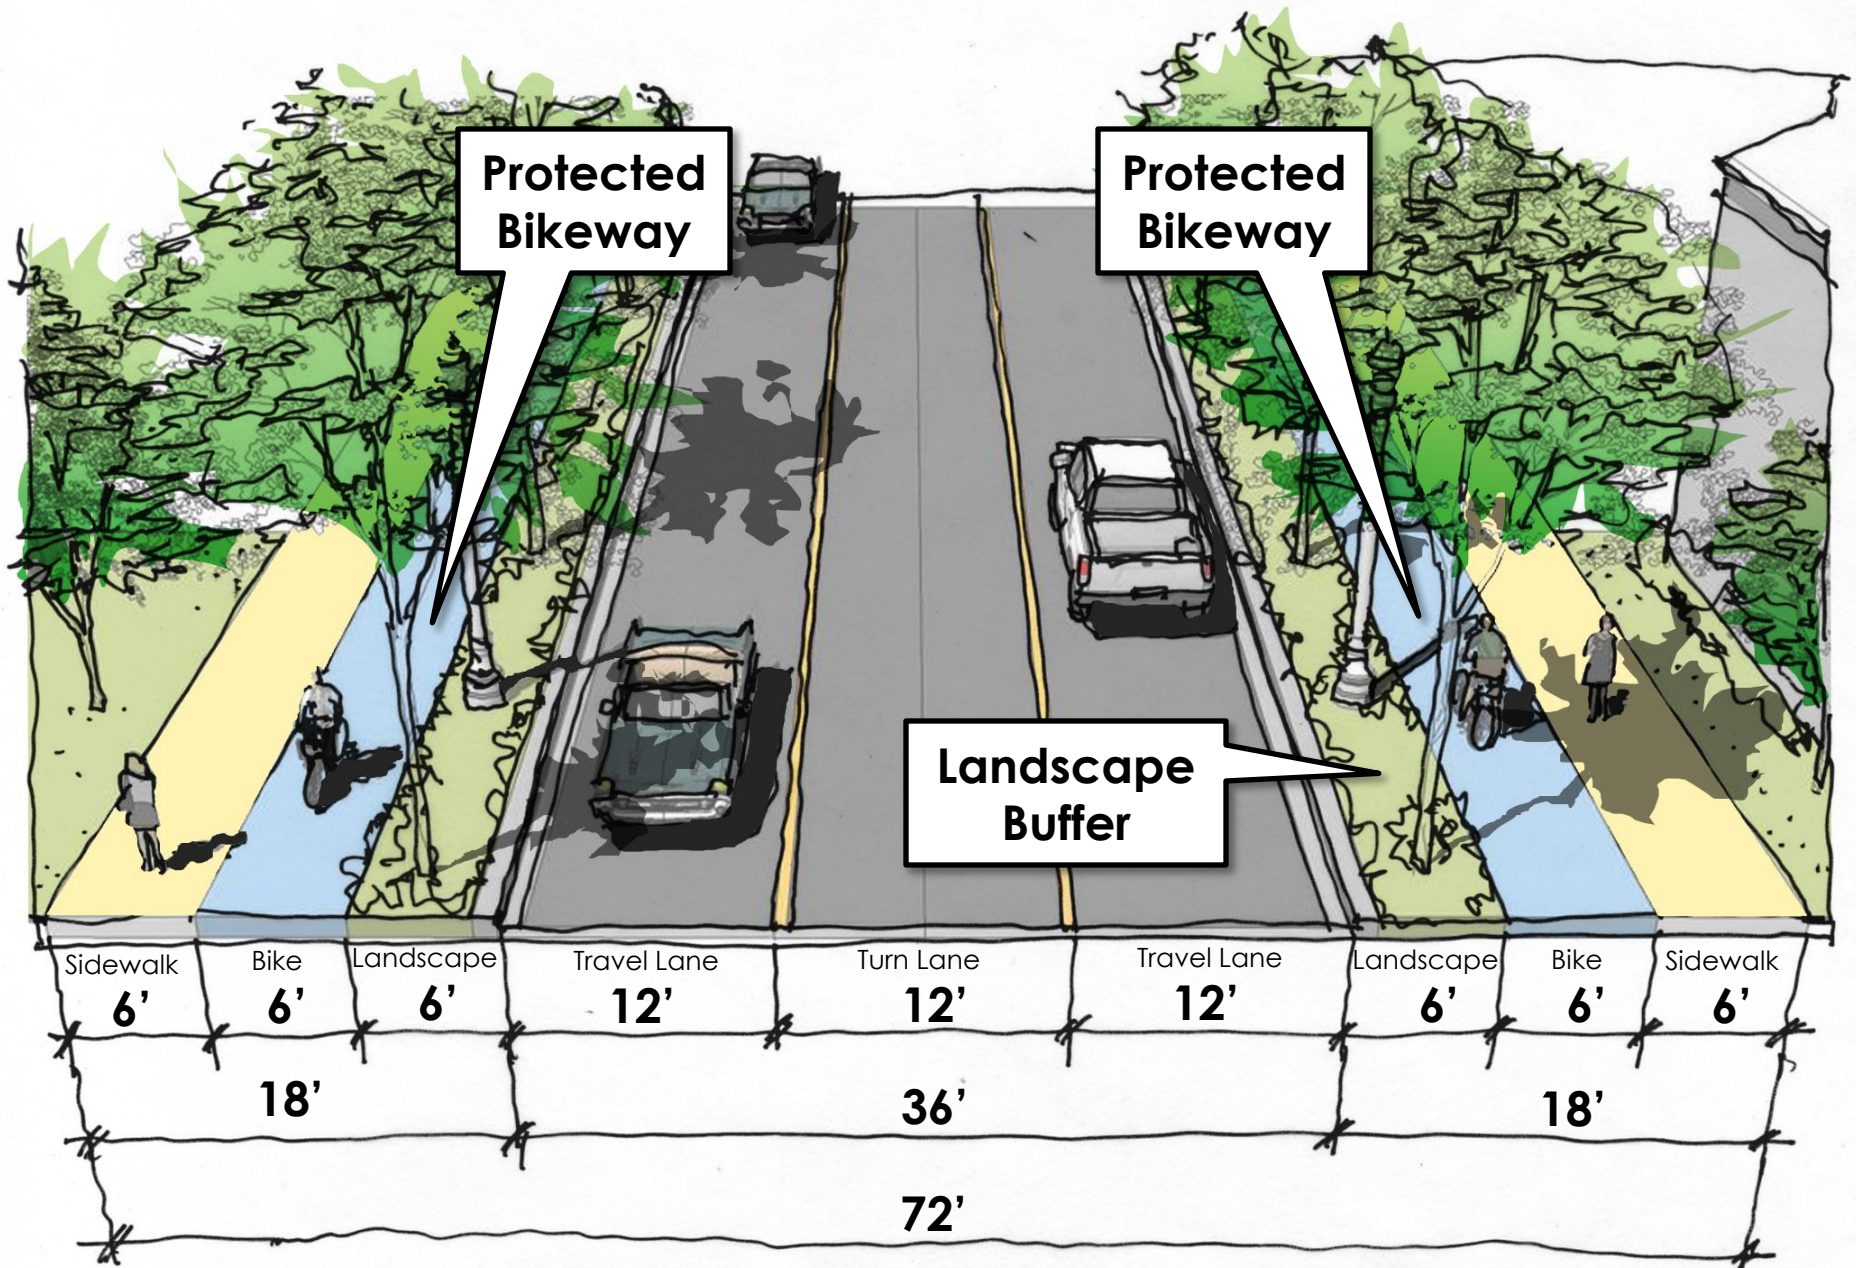 Protected
Bikeway
Protected
Bikeway
Landscape
Buffer
Sidewalk Bike Landscape Travel Lane Turn Lane Travel Lane Landscape Bike Sidewalk
6’ 6’ 6’ 12’ 12’ 12’ 6’ 6’ 6’
18’ 36’ 18’
72’